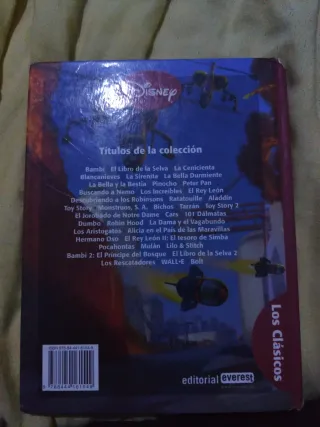 Disney
Títulos de la colección
Bambi El Libro de la Selva La Cenicienta
Blancanieves La Sirenita La Bella Durmiente
La Bella y la Bestia Pinocho Peter Pan
Buscando a Nemo Los Increíbles El Rey León
Descubriendo a los Robinsons Ratatouille Aladdín
Toy Story Monstruos, S. A. Bichos Tarzán Toy Story 2
El Jorobado de Notre Dame Cars 101 Dálmatas
Dumbo Robin Hood La Dama y el Vagabundo
Los Aristogatos Alicia en el País de las Maravillas
Hermano Oso El Rey León II: El tesoro de Simba
Pocahontas Mulán Lilo & Stitch
Bambi 2: El Príncipe del Bosque El Libro de la Selva 2
Los Rescatadores WALL•E Bolt
Los Clásicos
editorial everest